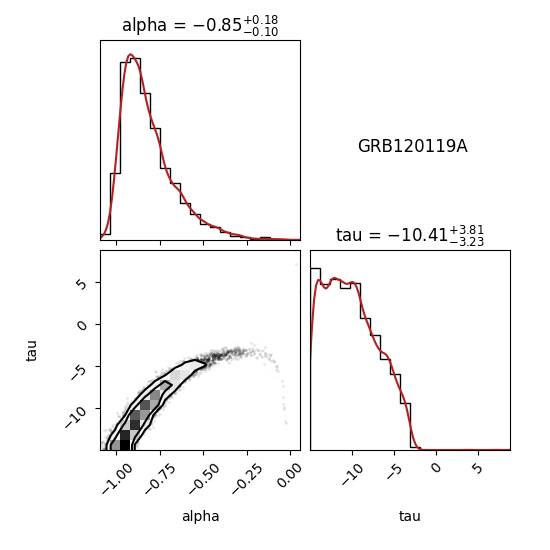 alpha = −0.85+0.18 −0.10
GRB120119A
tau = −10.41+3.81 −3.23
5
0
−5
−10
tau
−1.00 −0.75 −0.50 −0.25 0.00
−10 −5 0 5
alpha
tau